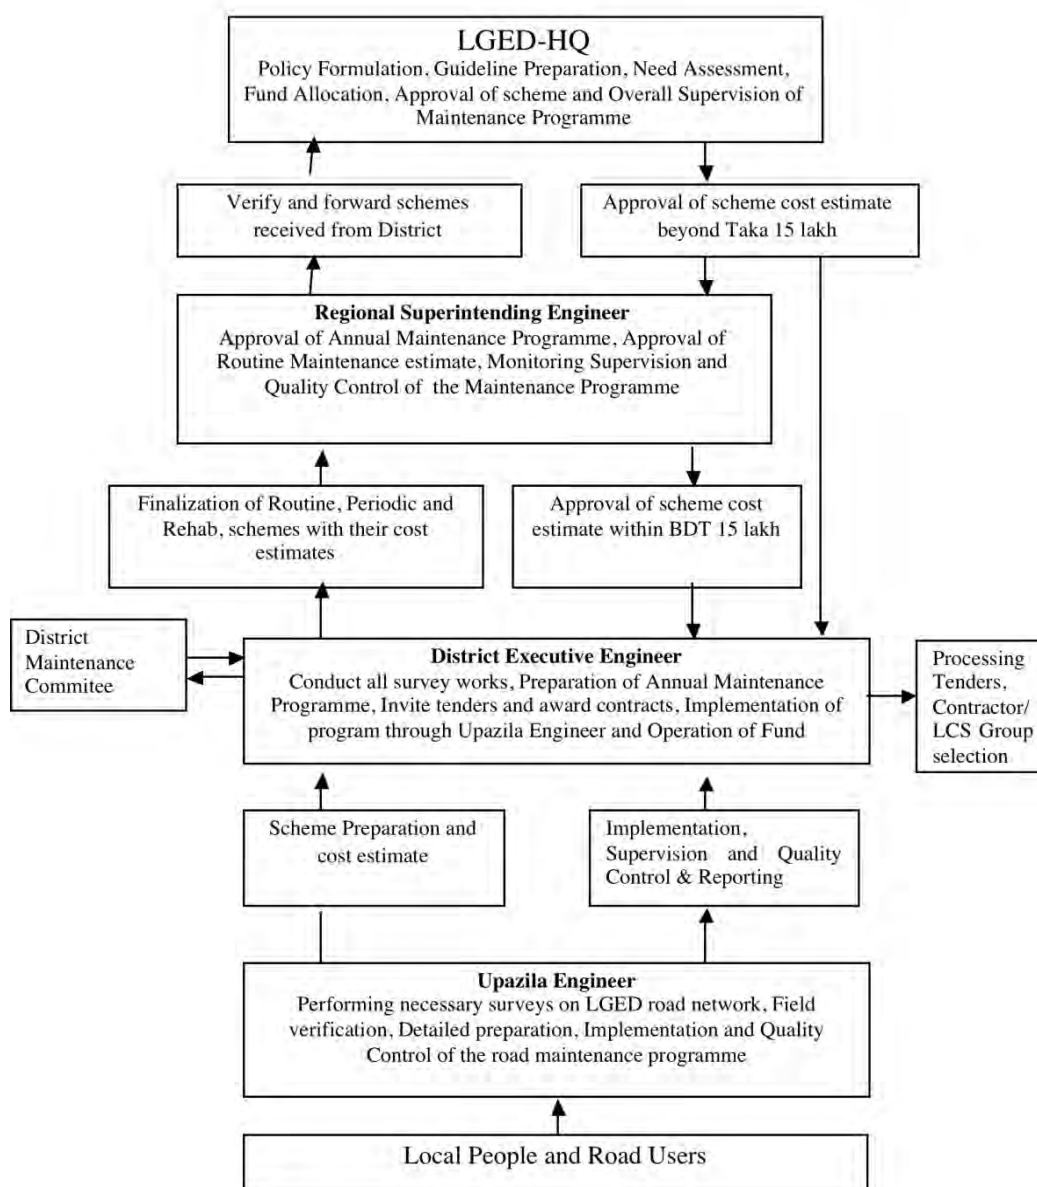 LGED-HQ
Policy Formulation, Guideline Preparation, Need Assessment,
Fund Allocation, Approval of scheme and Overall Supervision of
Maintenance Programme
Verify and forward schemes
received from District
Approval of scheme cost estimate
beyond Taka 15 lakh
Regional Superintending Engineer
Approval of Annual Maintenance Programme, Approval of
Routine Maintenance estimate, Monitoring Supervision and
Quality Control of the Maintenance Programme
Finalization of Routine, Periodic and
Rehab, schemes with their cost
estimates
Approval of scheme cost
estimate within BDT 15 lakh
District
Maintenance
Commitee
District Executive Engineer
Conduct all survey works, Preparation of Annual Maintenance
Programme, Invite tenders and award contracts, Implementation of
program through Upazila Engineer and Operation of Fund
Processing
Tenders,
Contractor/
LCS Group
selection
Scheme Preparation and
cost estimate
Implementation,
Supervision and Quality
Control & Reporting
Upazila Engineer
Performing necessary surveys on LGED road network, Field
verification, Detailed preparation, Implementation and Quality
Control of the road maintenance programme
Local People and Road Users